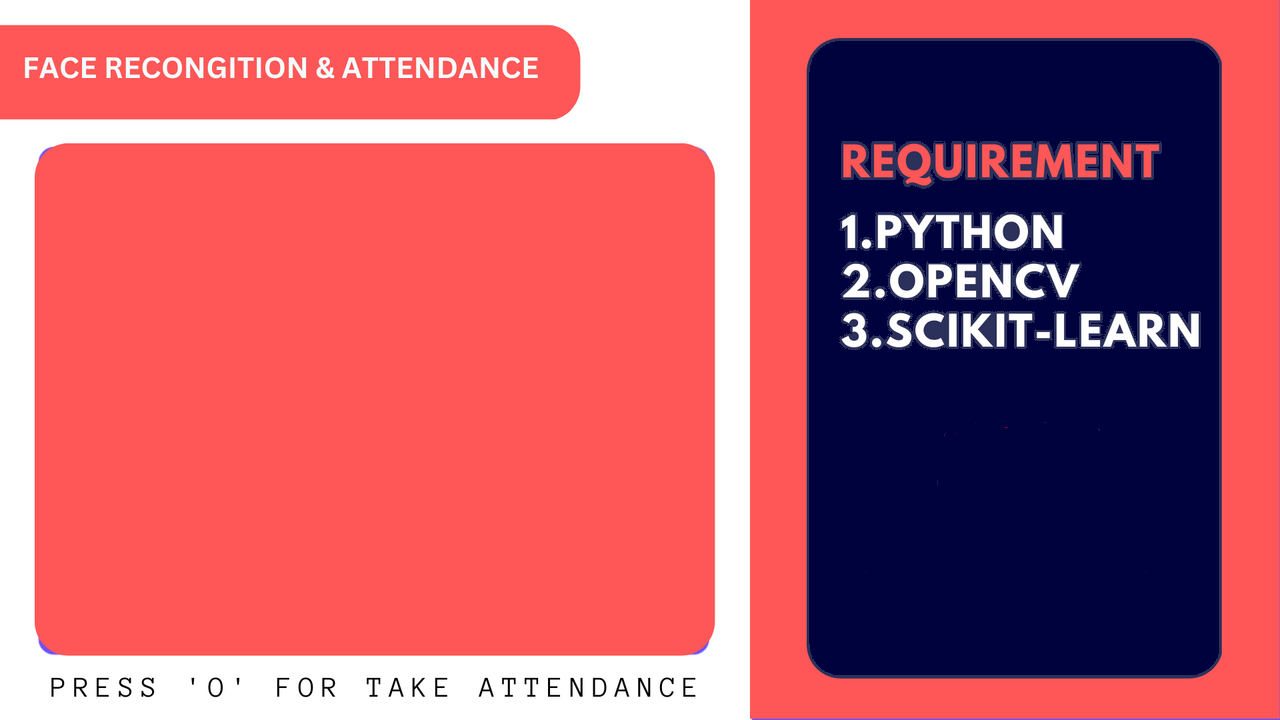 FACE RECONGITION & ATTENDANCE
PRESS 'O' FOR TAKE ATTENDANCE
REQUIREMENT
1.PYTHON
2.OPENCV
3.SCIKIT-LEARN